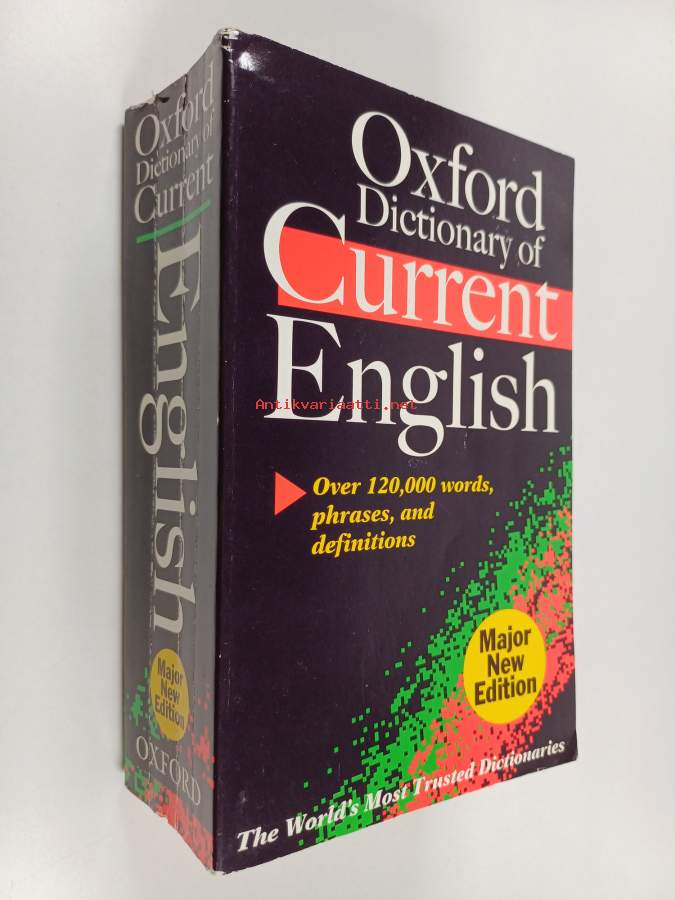 Oxford
Dictionary of
Current
English
Major
New
Edition
OXFORD
Oxford
Dictionary of
Current
English
Antikvariaatti.net
Over 120,000 words,
phrases, and
definitions
Major
New
Edition
The World's Most Trusted Dictionaries